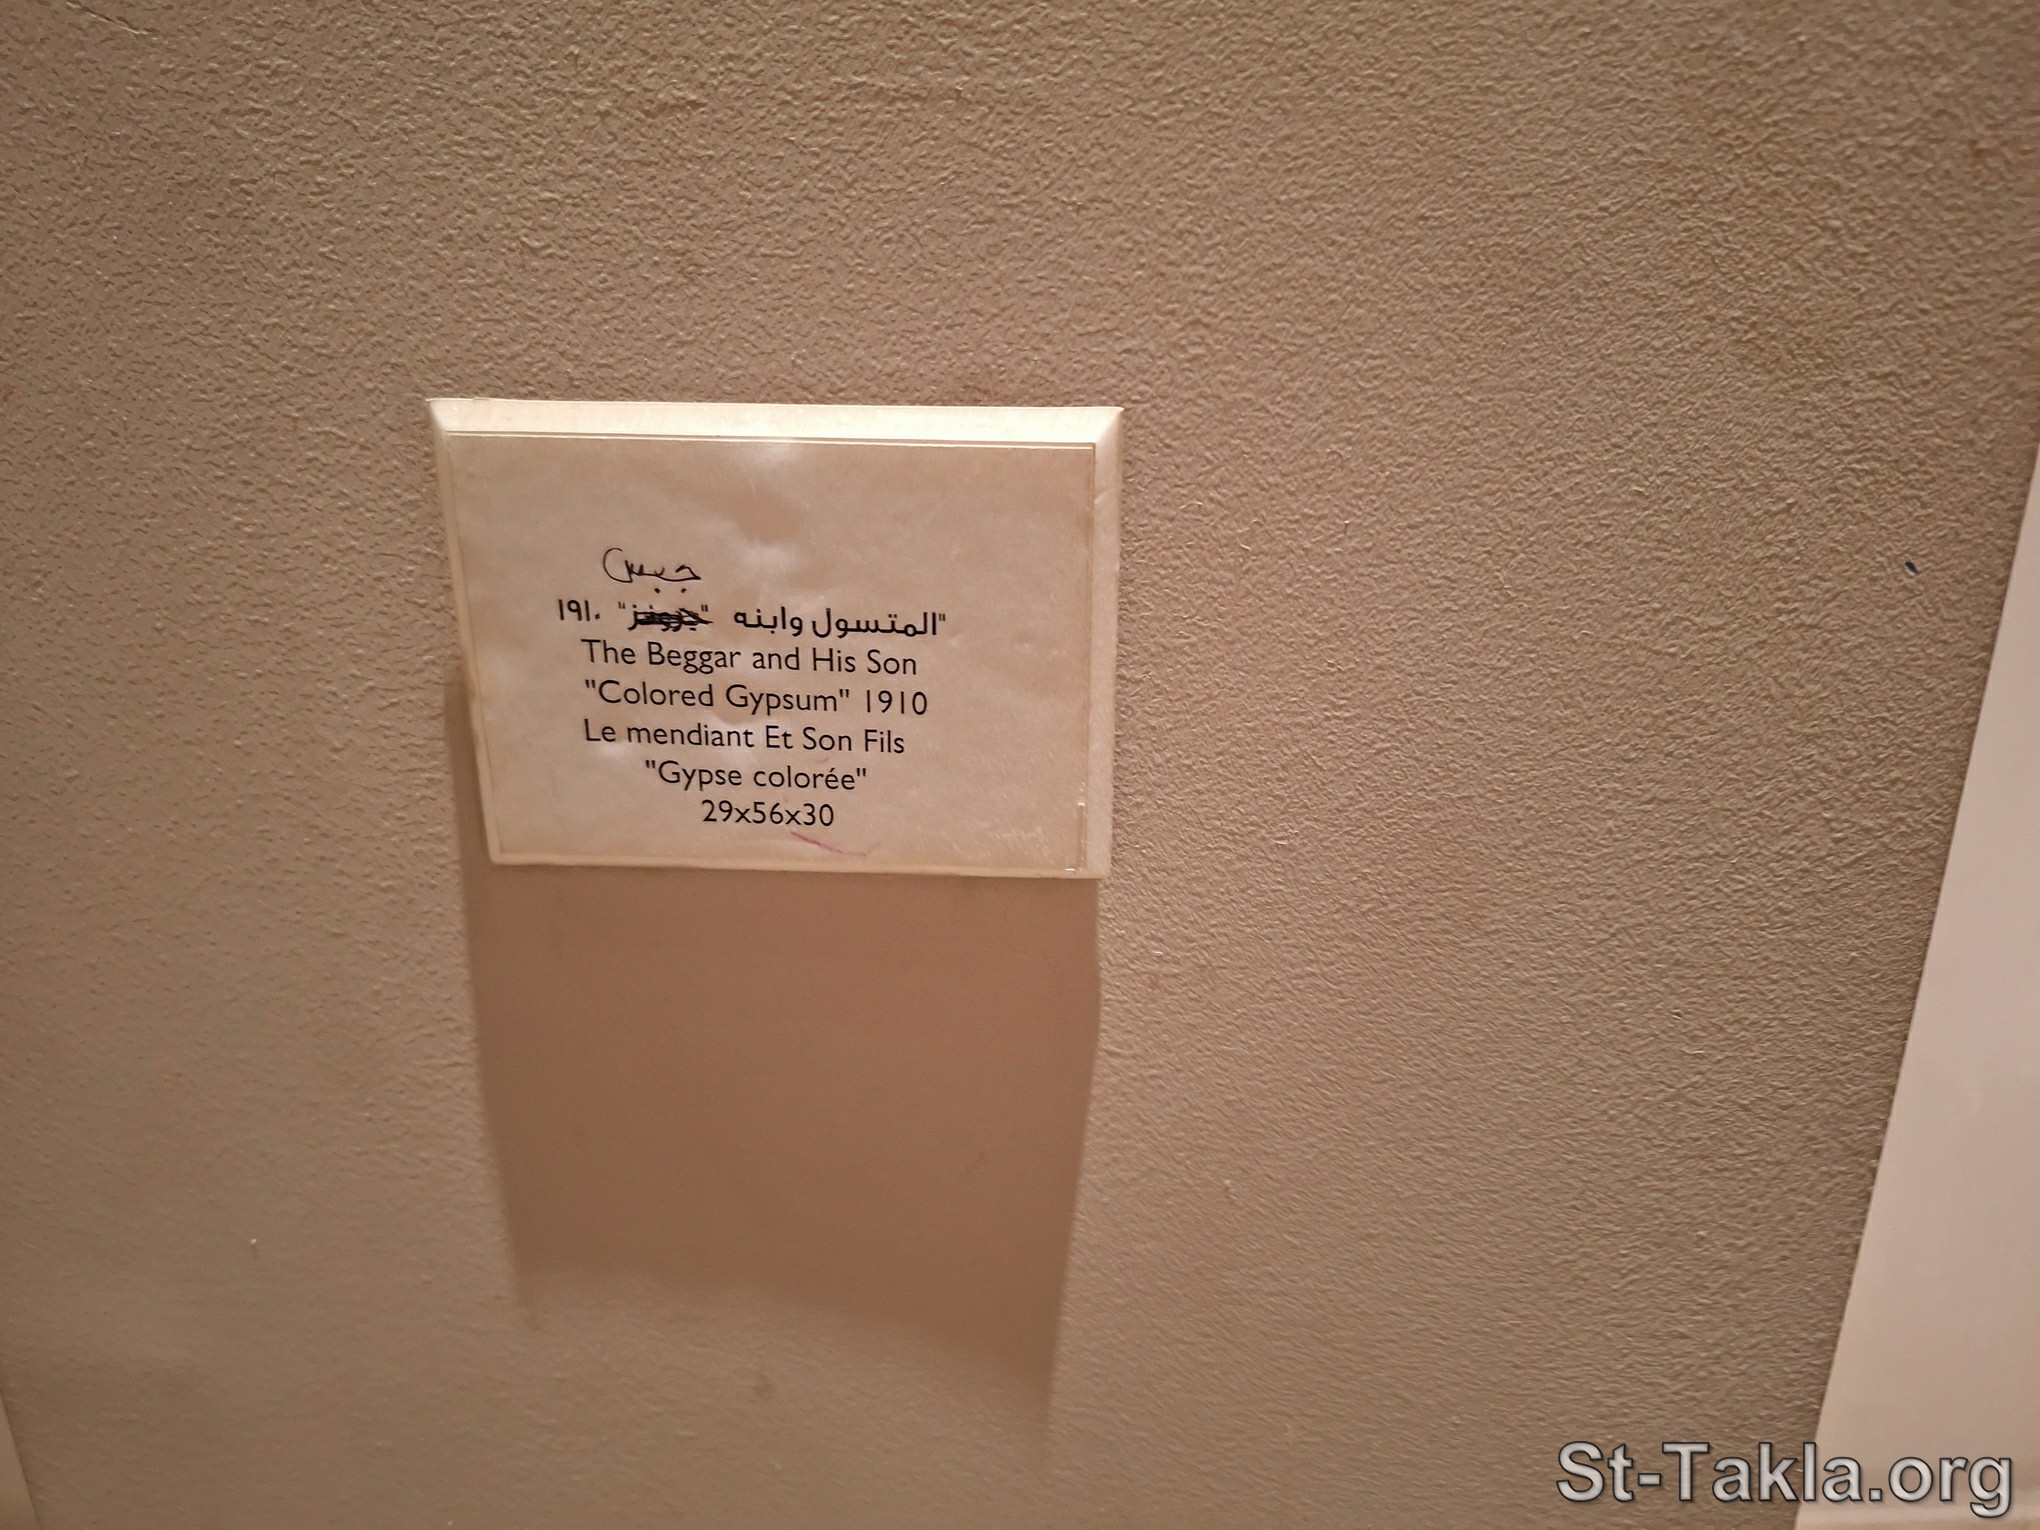 جبس
"المتسول وابنه "برونز" ١٩١٠
The Beggar and His Son
"Colored Gypsum" 1910
Le mendiant Et Son Fils
"Gypse colorée"
29x56x30
St-Takla.org